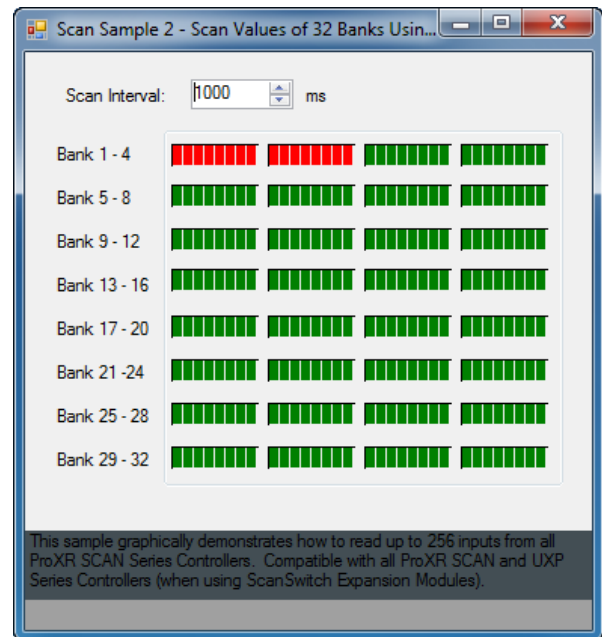 Scan Sample 2 - Scan Values of 32 Banks Usin...
Scan Interval: 1000 ms
Bank 1 - 4
Bank 5 - 8
Bank 9 - 12
Bank 13 - 16
Bank 17 - 20
Bank 21 -24
Bank 25 - 28
Bank 29 - 32
This sample graphically demonstrates how to read up to 256 inputs from all
ProXR SCAN Series Controllers.  Compatible with all ProXR SCAN and UXP
Series Controllers (when using ScanSwitch Expansion Modules).